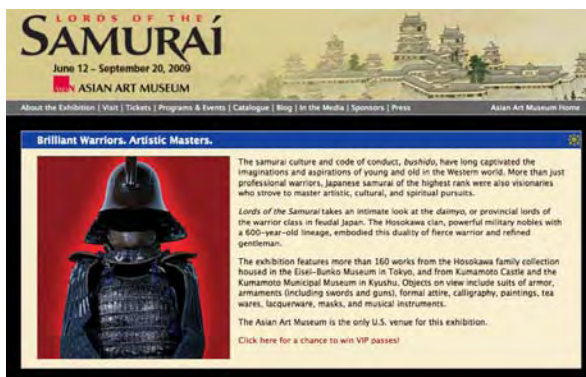 LORDS OF THE
SAMURAÍ
June 12 – September 20, 2009
ASIAN ART MUSEUM
About the Exhibition | Visit | Tickets | Programs & Events | Catalogue | Blog | In the Media | Sponsors | Press
Asian Art Museum Home
Brilliant Warriors. Artistic Masters.
The samurai culture and code of conduct, bushido, have long captivated the
imaginations and aspirations of young and old in the Western world. More than just
professional warriors, Japanese samurai of the highest rank were also visionaries
who strove to master artistic, cultural, and spiritual pursuits.
Lords of the Samurai takes an intimate look at the daimyo, or provincial lords of
the warrior class in feudal Japan. The Hosokawa clan, powerful military nobles with
a 600-year-old lineage, embodied this duality of fierce warrior and refined
gentleman.
The exhibition features more than 160 works from the Hosokawa family collection
housed in the Eisei-Bunko Museum in Tokyo, and from Kumamoto Castle and the
Kumamoto Municipal Museum in Kyushu. Objects on view include suits of armor,
armaments (including swords and guns), formal attire, calligraphy, paintings, tea
wares, lacquerware, masks, and musical instruments.
The Asian Art Museum is the only U.S. venue for this exhibition.
Click here for a chance to win VIP passes!